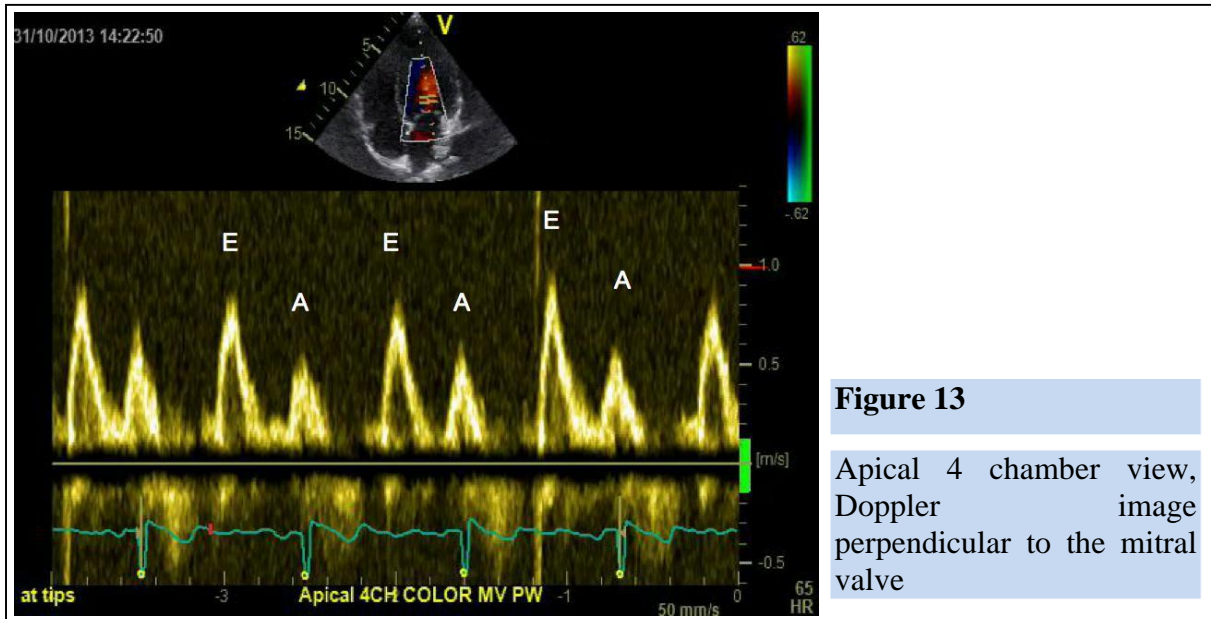 31/10/2013 14:22:50
V
5
10
15
.62
-.62
E
E
E
A
A
A
1.0
0.5
[m/s]
-0.5
at tips
-3
Apical 4CH COLOR MV PW
-1
0
50 mm/s
65
HR
Figure 13
Apical 4 chamber view,
Doppler image
perpendicular to the mitral
valve